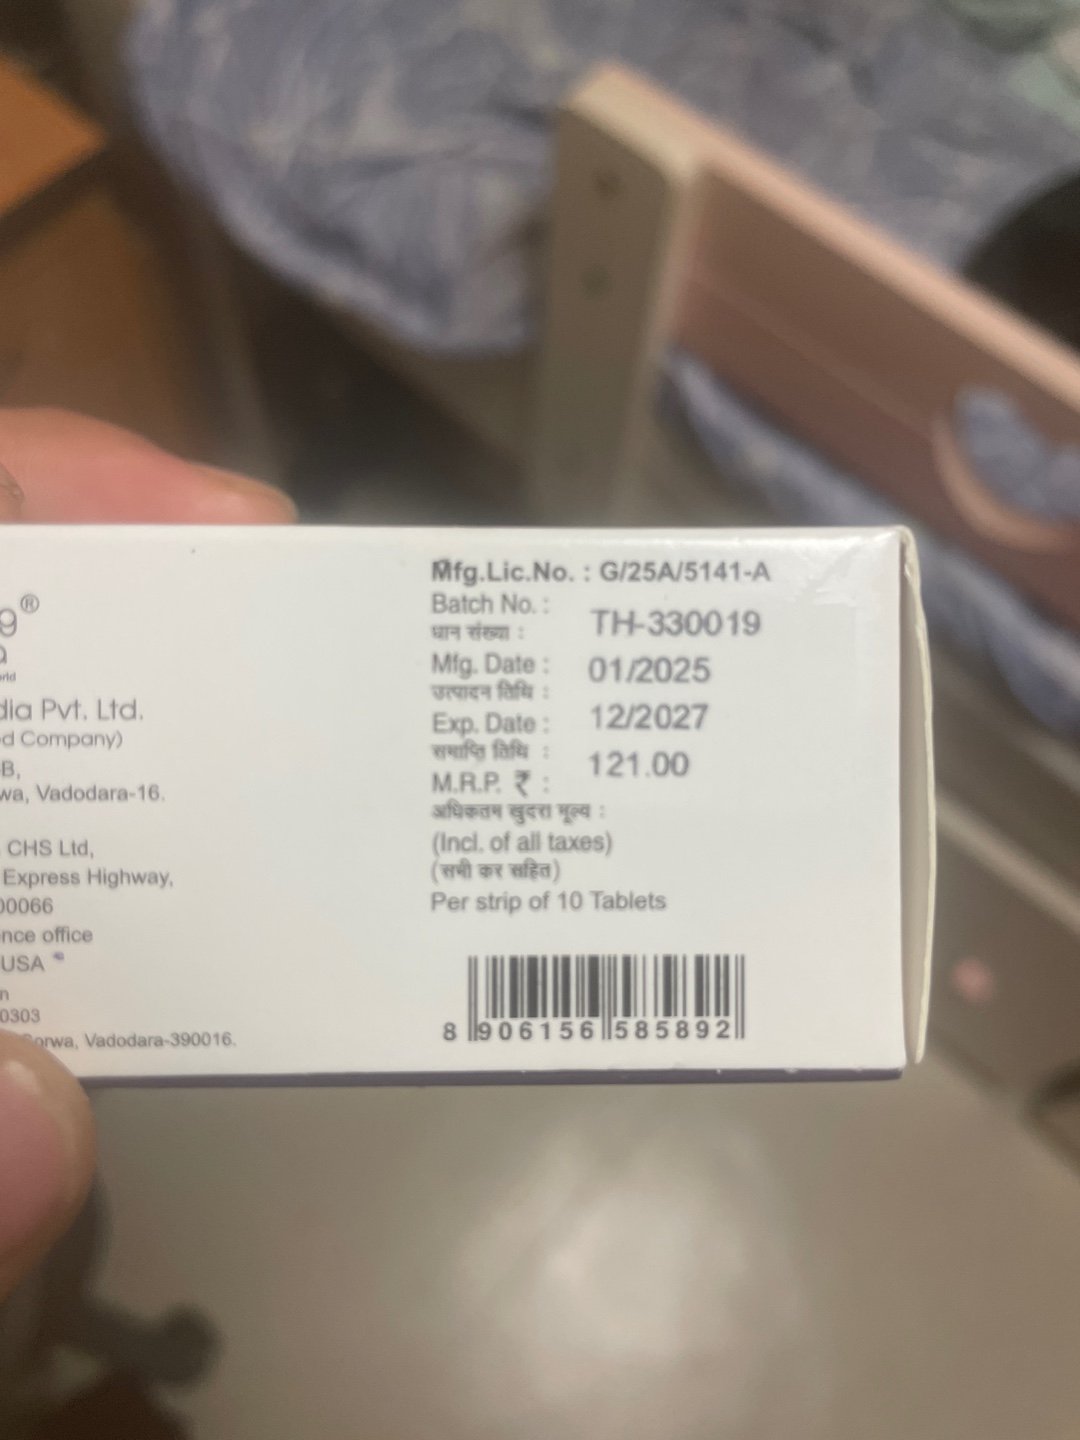 g®
a
orld
dia Pvt. Ltd.
d Company)
B,
wa, Vadodara-16.
CHS Ltd,
Express Highway,
00066
nce office
USA
n
0303
Gorwa, Vadodara-390016.
Mfg.Lic.No. : G/25A/5141-A
Batch No. : TH-330019
घान संख्या :
Mfg. Date : 01/2025
उत्पादन तिथि :
Exp. Date : 12/2027
समाप्ति तिथि :
M.R.P. ₹ : 121.00
अधिकतम खुदरा मूल्य :
(Incl. of all taxes)
(सभी कर सहित)
Per strip of 10 Tablets
8 906156 585892